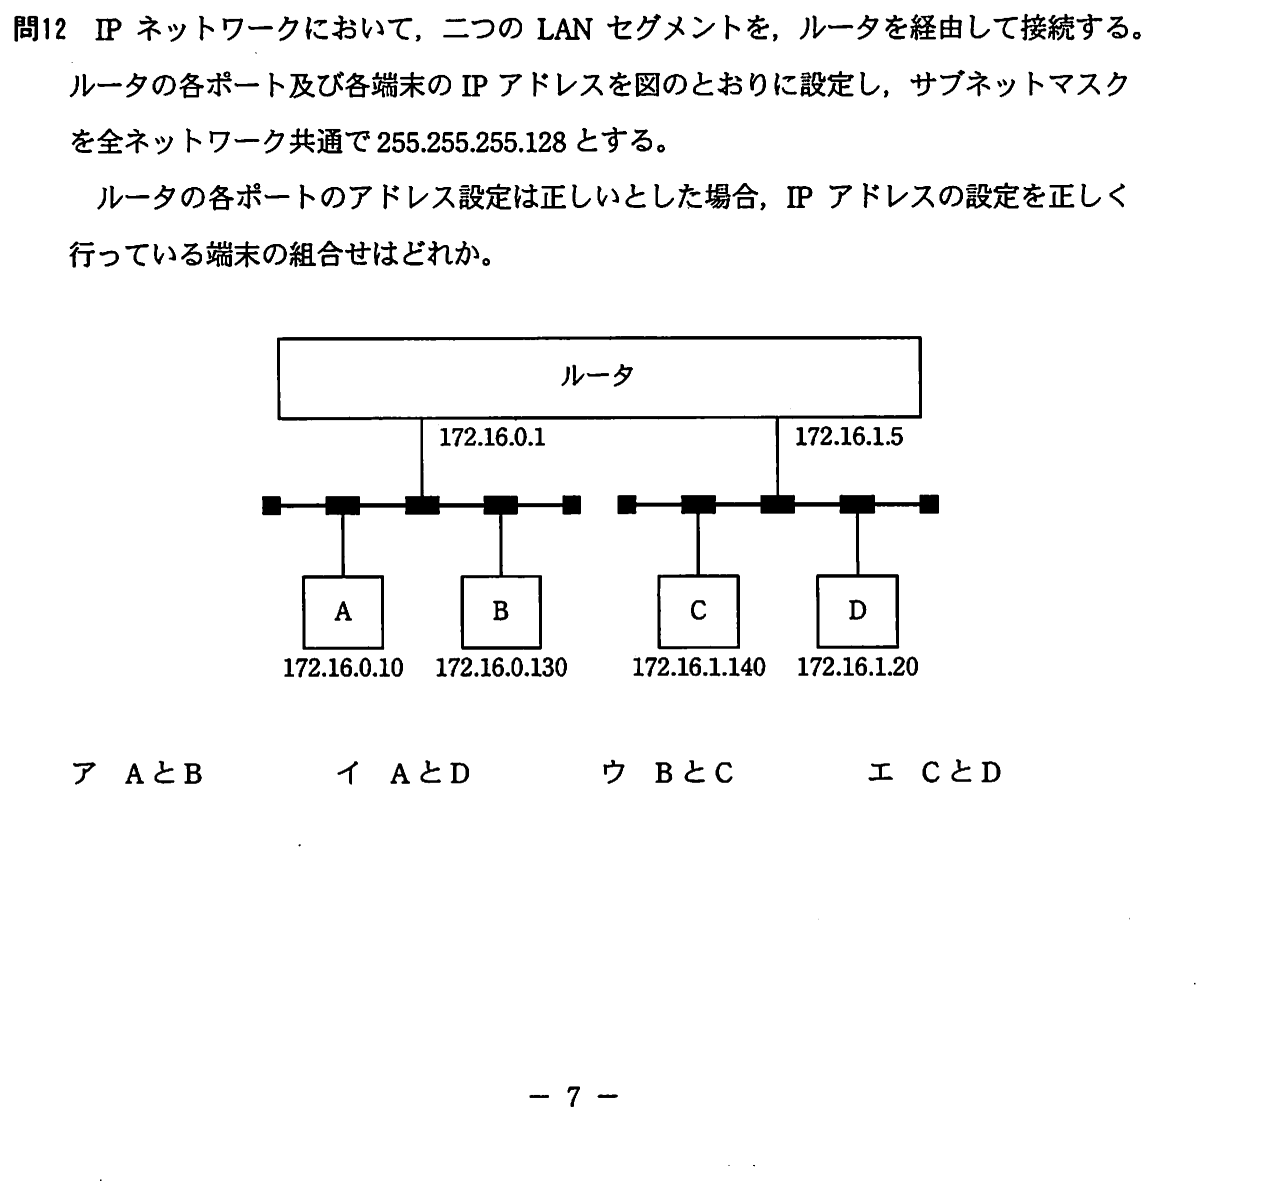 問12 IP ネットワークにおいて，二つの LAN セグメントを，ルータを経由して接続する。
ルータの各ポート及び各端末の IP アドレスを図のとおりに設定し，サブネットマスク
を全ネットワーク共通で 255.255.255.128 とする。
ルータの各ポートのアドレス設定は正しいとした場合，IP アドレスの設定を正しく
行っている端末の組合せはどれか。
ルータ
172.16.0.1 172.16.1.5
A B C D
172.16.0.10 172.16.0.130 172.16.1.140 172.16.1.20
ア AとB イ AとD ウ BとC エ CとD
－ 7 －